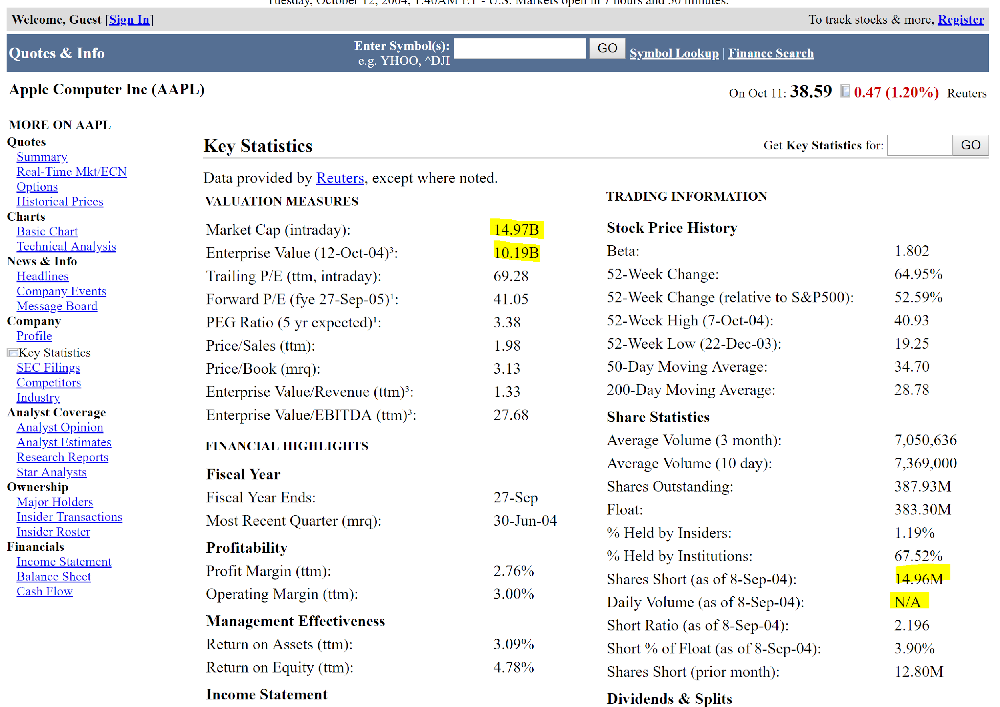 Tuesday, October 12, 2004, 1:40AM ET - U.S. Markets open in 7 hours and 50 minutes.
Welcome, Guest [Sign In]
To track stocks & more, Register
Quotes & Info
Enter Symbol(s):
e.g. YHOO, ^DJI
GO
Symbol Lookup | Finance Search
Apple Computer Inc (AAPL)
On Oct 11: 38.59 0.47 (1.20%) Reuters
MORE ON AAPL
Quotes
Summary
Real-Time Mkt/ECN
Options
Historical Prices
Charts
Basic Chart
Technical Analysis
News & Info
Headlines
Company Events
Message Board
Company
Profile
Key Statistics
SEC Filings
Competitors
Industry
Analyst Coverage
Analyst Opinion
Analyst Estimates
Research Reports
Star Analysts
Ownership
Major Holders
Insider Transactions
Insider Roster
Financials
Income Statement
Balance Sheet
Cash Flow
Key Statistics
Get Key Statistics for:
GO
Data provided by Reuters, except where noted.
VALUATION MEASURES
Market Cap (intraday): 14.97B
Enterprise Value (12-Oct-04)³: 10.19B
Trailing P/E (ttm, intraday): 69.28
Forward P/E (fye 27-Sep-05)¹: 41.05
PEG Ratio (5 yr expected)¹: 3.38
Price/Sales (ttm): 1.98
Price/Book (mrq): 3.13
Enterprise Value/Revenue (ttm)³: 1.33
Enterprise Value/EBITDA (ttm)³: 27.68
FINANCIAL HIGHLIGHTS
Fiscal Year
Fiscal Year Ends: 27-Sep
Most Recent Quarter (mrq): 30-Jun-04
Profitability
Profit Margin (ttm): 2.76%
Operating Margin (ttm): 3.00%
Management Effectiveness
Return on Assets (ttm): 3.09%
Return on Equity (ttm): 4.78%
Income Statement
TRADING INFORMATION
Stock Price History
Beta: 1.802
52-Week Change: 64.95%
52-Week Change (relative to S&P500): 52.59%
52-Week High (7-Oct-04): 40.93
52-Week Low (22-Dec-03): 19.25
50-Day Moving Average: 34.70
200-Day Moving Average: 28.78
Share Statistics
Average Volume (3 month): 7,050,636
Average Volume (10 day): 7,369,000
Shares Outstanding: 387.93M
Float: 383.30M
% Held by Insiders: 1.19%
% Held by Institutions: 67.52%
Shares Short (as of 8-Sep-04): 14.96M
Daily Volume (as of 8-Sep-04): N/A
Short Ratio (as of 8-Sep-04): 2.196
Short % of Float (as of 8-Sep-04): 3.90%
Shares Short (prior month): 12.80M
Dividends & Splits